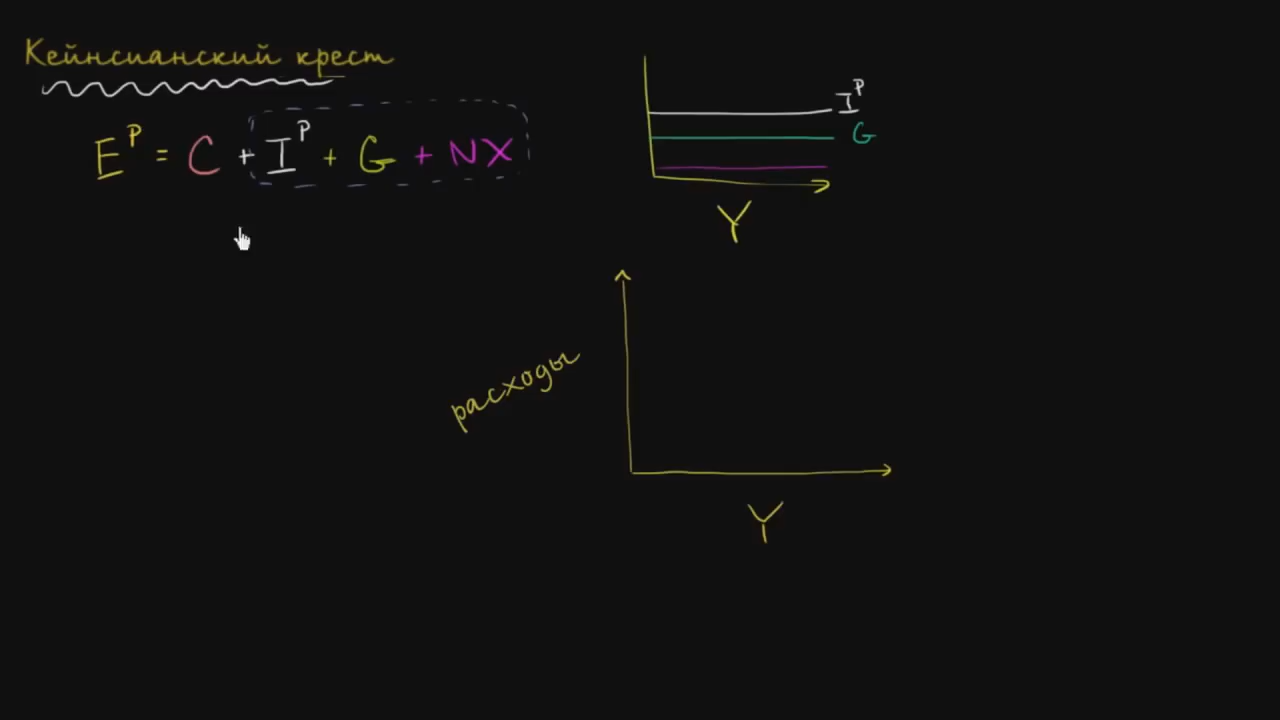 Кейнсианский крест
E^P = C + I^P + G + NX
I^P
G
Y
расходы
Y